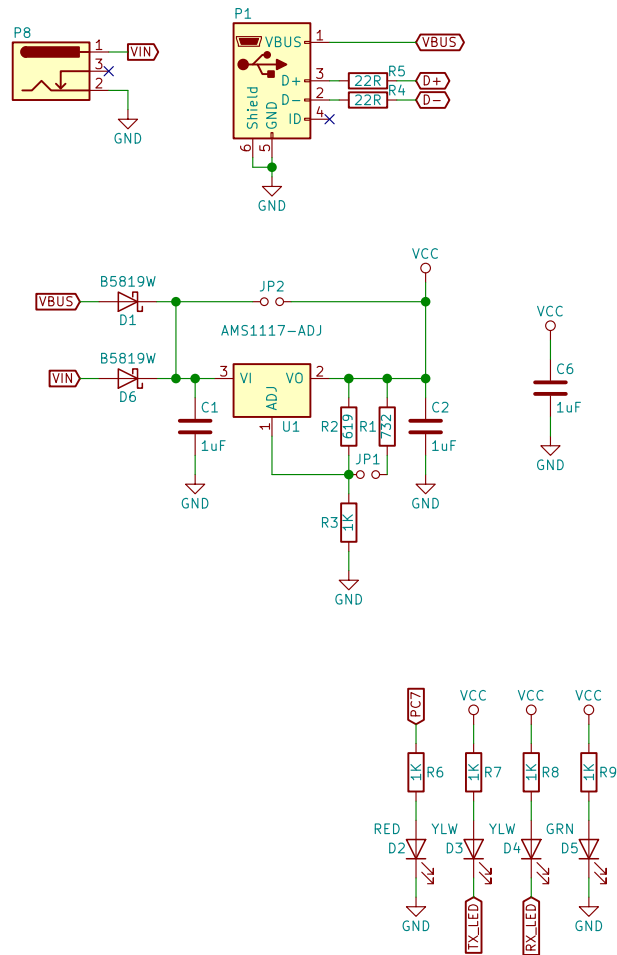 P8
1
VIN
3
2
GND
P1
VBUS
1
VBUS
D+
3
22R
R5
D+
D-
2
22R
R4
D-
ID
4
Shield
GND
6
5
GND
VCC
B5819W
VBUS
D1
JP2
AMS1117-ADJ
B5819W
VIN
D6
3
VI
VO
2
ADJ
1
U1
C1
1uF
GND
R2
619
R1
732
JP1
C2
1uF
GND
R3
1K
GND
VCC
C6
1uF
GND
PC7
VCC
VCC
VCC
1K
R6
1K
R7
1K
R8
1K
R9
RED
D2
YLW
D3
YLW
D4
GRN
D5
GND
TX_LED
RX_LED
GND